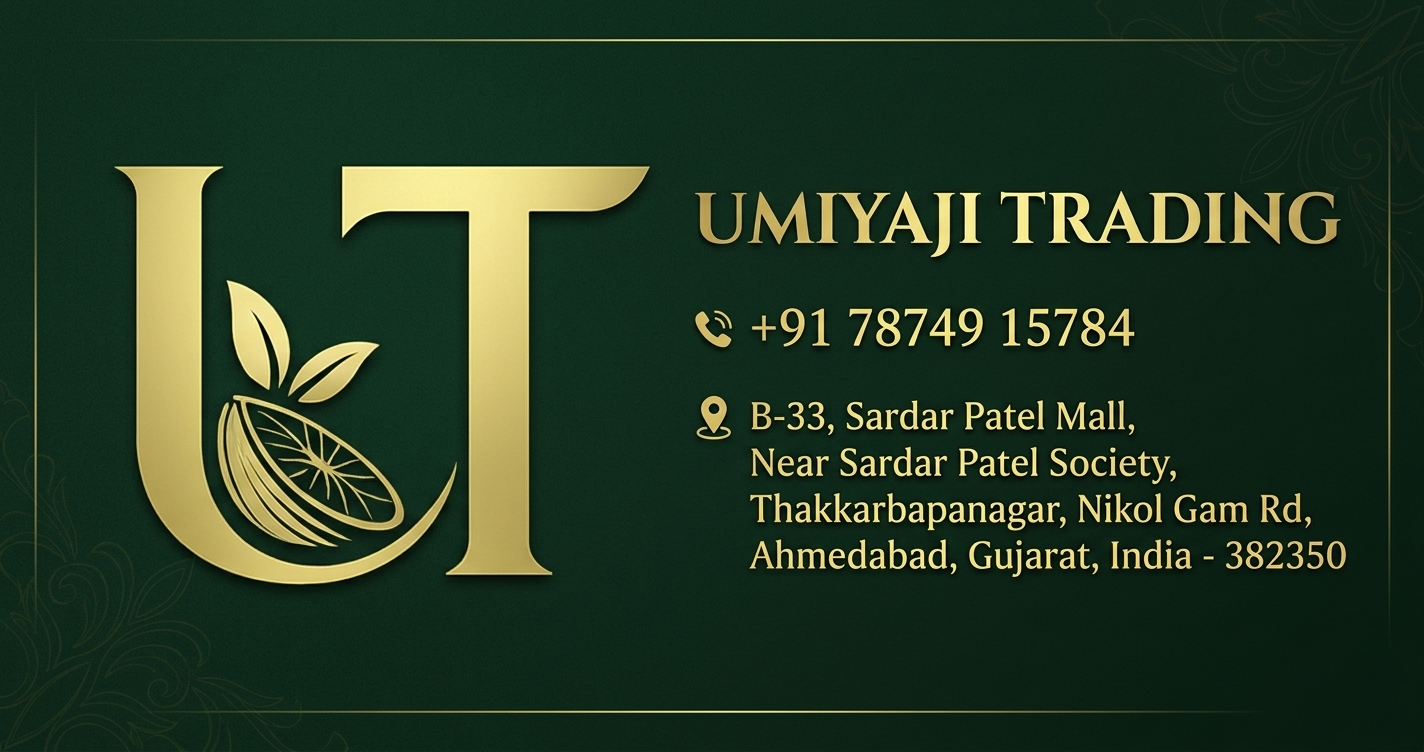 UT
UMIYAJI TRADING
+91 78749 15784
B-33, Sardar Patel Mall,
Near Sardar Patel Society,
Thakkarbapanagar, Nikol Gam Rd,
Ahmedabad, Gujarat, India - 382350